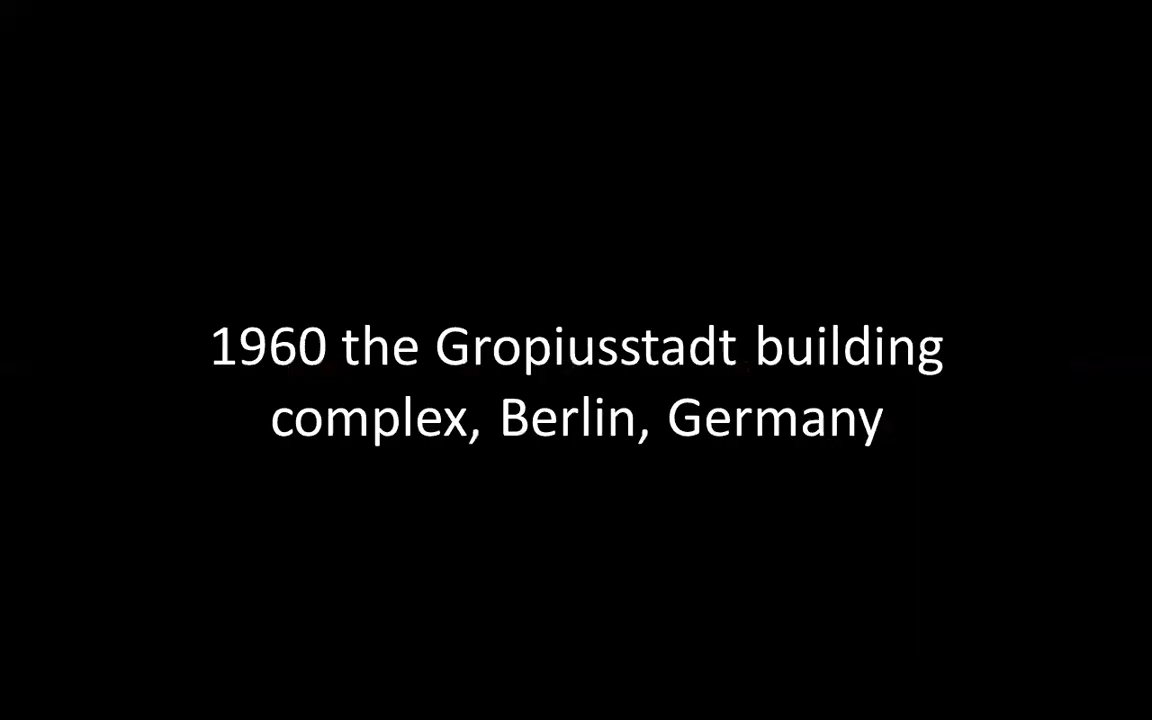 1960 the Gropiusstadt building
complex, Berlin, Germany